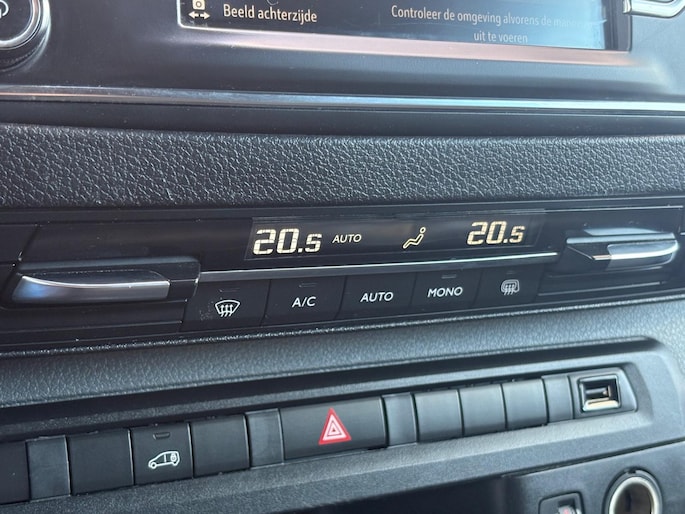 Beeld achterzijde
Controleer de omgeving alvorens de
uit te voeren
20.5 AUTO 20.5
A/C AUTO MONO